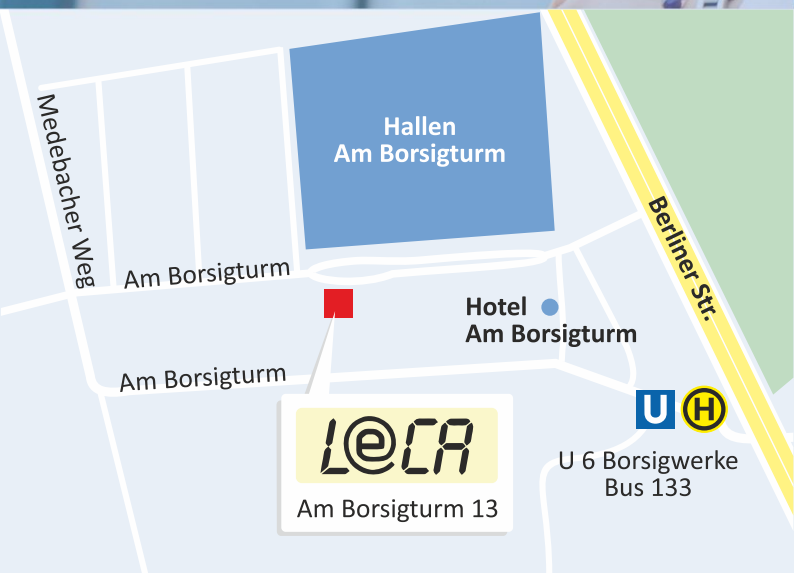 Hallen
Am Borsigturm
Medebacher Weg
Berliner Str.
Am Borsigturm
Hotel
Am Borsigturm
Am Borsigturm
U H
L@CA
Am Borsigturm 13
U 6 Borsigwerke
Bus 133